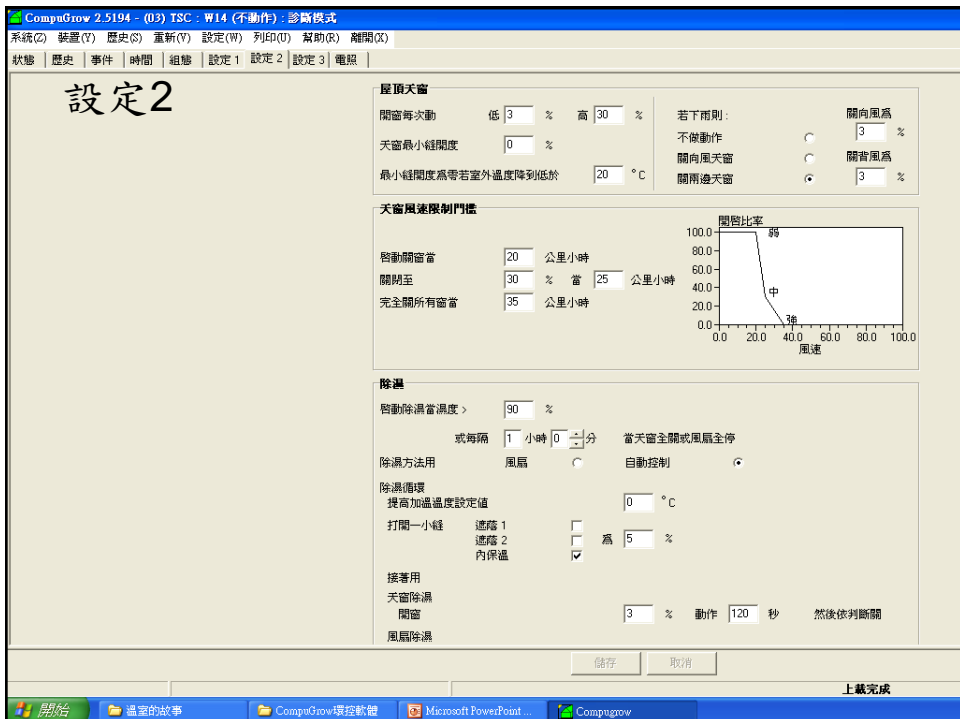 CompuGrow 2.5194 - (03) TSC : W14 (不動作) : 診斷模式
系統(Z) 裝置(Y) 歷史(S) 重新(V) 設定(W) 列印(U) 幫助(R) 離開(X)
狀態 歷史 事件 時間 組態 設定1 設定2 設定3 電照
設定2
屋頂天窗
開窗每次動 低 3 % 高 30 % 若下雨則: 關向風為
不做動作 3 %
天窗最小縫開度 0 %
關向風天窗 關背風為
最小縫開度為零若室外溫度降到低於 20 °C 關兩邊天窗 3 %
天窗風速限制門檻
開啓比率
100.0 弱
80.0
啓動關窗當 20 公里小時
60.0
關閉至 30 % 當 25 公里小時 40.0 中
完全關所有窗當 35 公里小時 20.0
0.0 強
0.0 20.0 40.0 60.0 80.0 100.0
風速
除濕
啓動除濕當濕度 > 90 %
或每隔 1 小時 0 分 當天窗全關或風扇全停
除濕方法用 風扇 自動控制
除濕循環
提高加溫溫度設定值 0 °C
打開一小縫 遮蔭1
遮蔭2 為 5 %
內保溫
接著用
天窗除濕
開窗 3 % 動作 120 秒 然後依判斷關
風扇除濕
儲存 取消
上載完成
開始 溫室的故事 CompuGrow環控軟體 Microsoft PowerPoint ... Compugrow